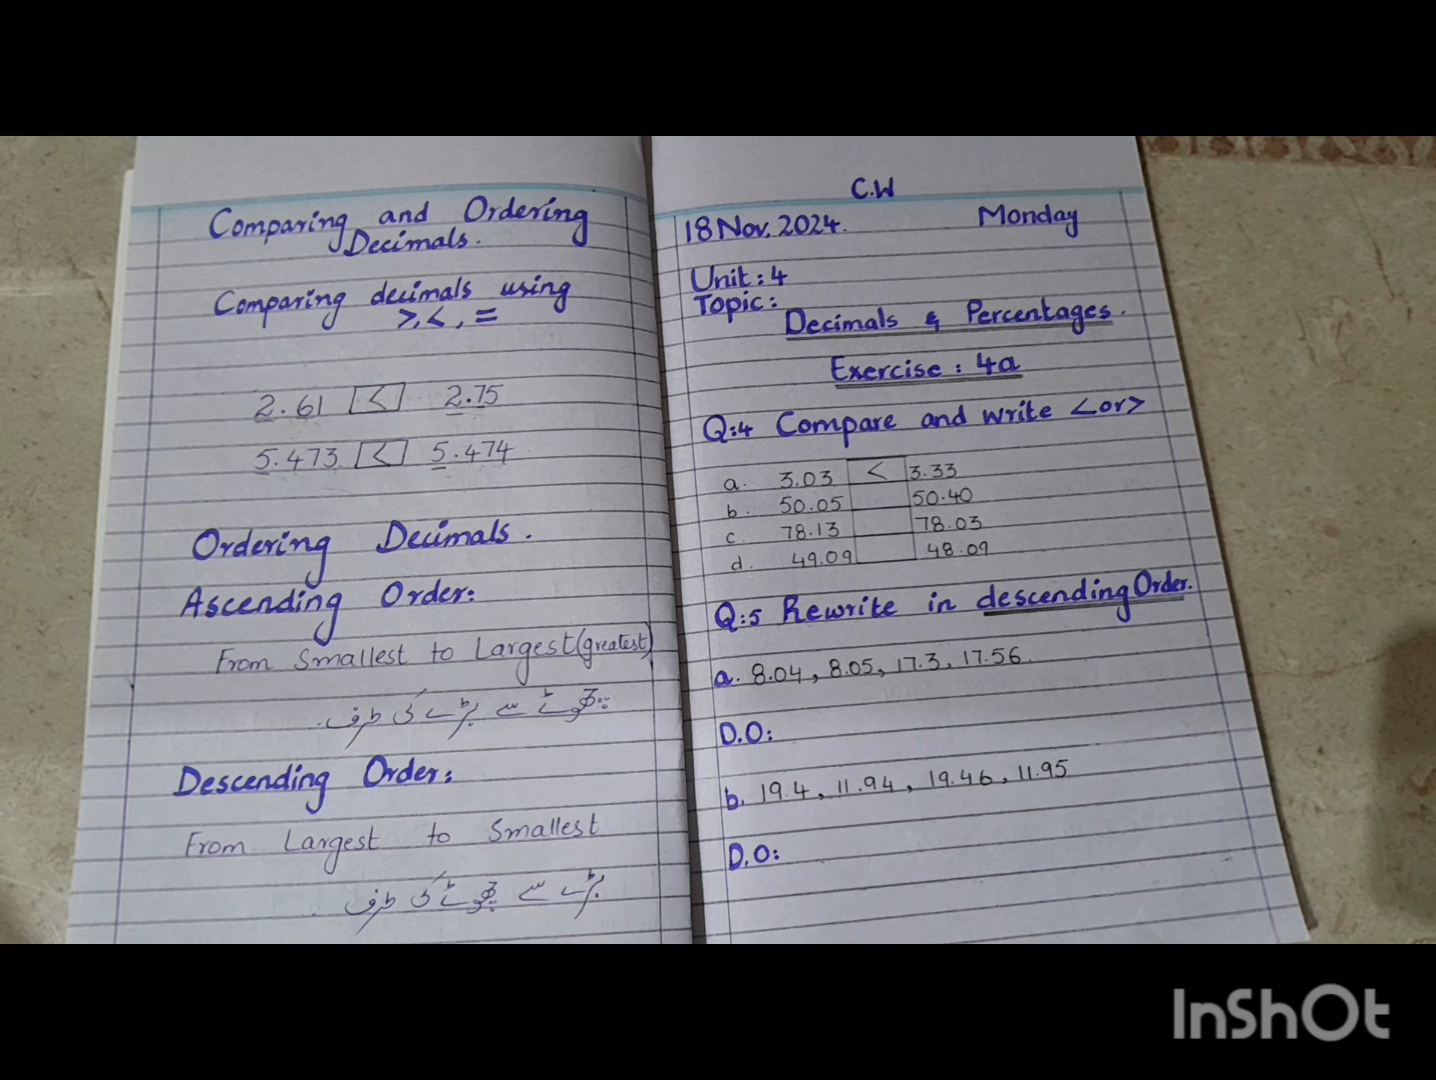 Comparing and Ordering
Decimals.
Comparing decimals using
>, <, =
2.61 < 2.75
5.473 < 5.474
Ordering Decimals.
Ascending Order:
From Smallest to Largest(greatest)
چھوٹے سے بڑے کی طرف۔
Descending Order:
From Largest to Smallest
بڑے سے چھوٹے کی طرف۔
C.W
18 Nov. 2024. Monday
Unit: 4
Topic:
Decimals & Percentages.
Exercise: 4a
Q:4 Compare and write < or >
a. 3.03 < 3.33
b. 50.05 50.40
c. 78.13 78.03
d. 49.09 48.09
Q:5 Rewrite in descending Order.
a. 8.04, 8.05, 17.3, 17.56
D.O:
b. 19.4, 11.94, 19.46, 11.95
D.O:
InShOt